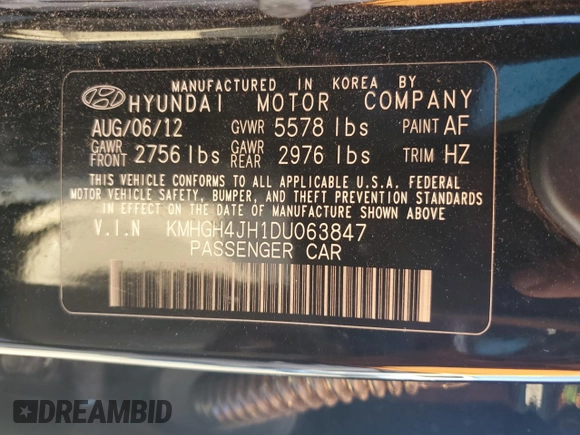 MANUFACTURED IN KOREA BY
HYUNDAI MOTOR COMPANY
AUG/06/12 GVWR 5578 lbs PAINT AF
GAWR FRONT 2756 lbs GAWR REAR 2976 lbs TRIM HZ
THIS VEHICLE CONFORMS TO ALL APPLICABLE U.S.A. FEDERAL
MOTOR VEHICLE SAFETY, BUMPER, AND THEFT PREVENTION STANDARDS
IN EFFECT ON THE DATE OF MANUFACTURE SHOWN ABOVE
V.I.N KMHGH4JH1DU063847
PASSENGER CAR
DREAMBID